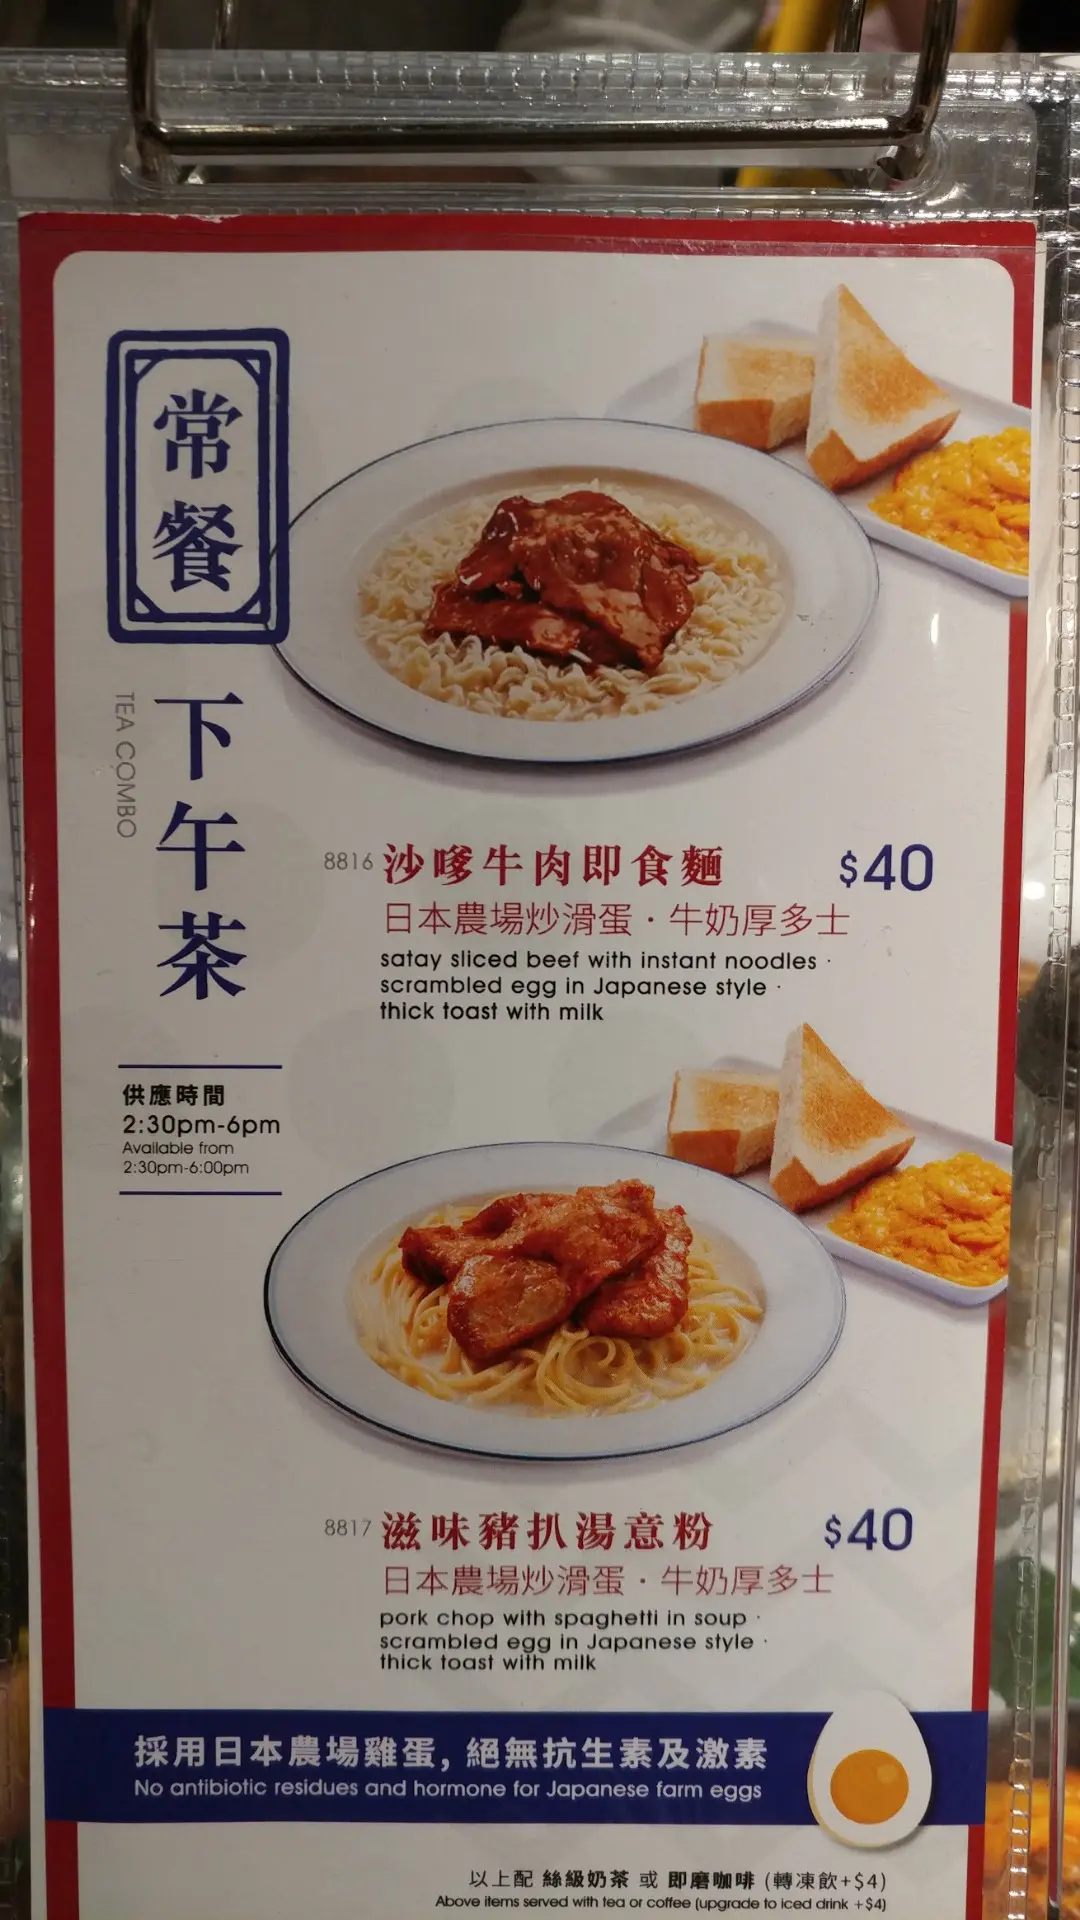 常餐
下午茶
TEA COMBO
供應時間
2:30pm-6pm
Available from
2:30pm-6:00pm
8816 沙嗲牛肉即食麵 $40
日本農場炒滑蛋·牛奶厚多士
satay sliced beef with instant noodles ·
scrambled egg in Japanese style ·
thick toast with milk
8817 滋味豬扒湯意粉 $40
日本農場炒滑蛋·牛奶厚多士
pork chop with spaghetti in soup ·
scrambled egg in Japanese style ·
thick toast with milk
採用日本農場雞蛋, 絕無抗生素及激素
No antibiotic residues and hormone for Japanese farm eggs
以上配 絲級奶茶 或 即磨咖啡 (轉凍飲+$4)
Above items served with tea or coffee (upgrade to iced drink +$4)